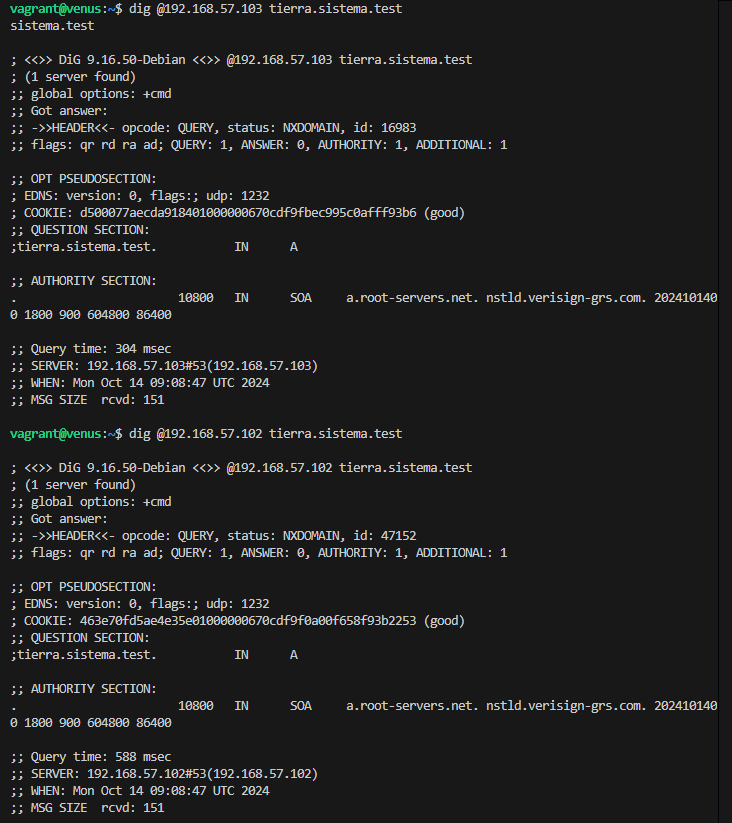 vagrant@venus:~$ dig @192.168.57.103 tierra.sistema.test
sistema.test

; <<>> DiG 9.16.50-Debian <<>> @192.168.57.103 tierra.sistema.test
; (1 server found)
;; global options: +cmd
;; Got answer:
;; ->>HEADER<<- opcode: QUERY, status: NXDOMAIN, id: 16983
;; flags: qr rd ra ad; QUERY: 1, ANSWER: 0, AUTHORITY: 1, ADDITIONAL: 1

;; OPT PSEUDOSECTION:
; EDNS: version: 0, flags:; udp: 1232
; COOKIE: d500077aecda918401000000670cdf9fbec995c0afff93b6 (good)
;; QUESTION SECTION:
;tierra.sistema.test. IN A

;; AUTHORITY SECTION:
. 10800 IN SOA a.root-servers.net. nstld.verisign-grs.com. 202410140
0 1800 900 604800 86400

;; Query time: 304 msec
;; SERVER: 192.168.57.103#53(192.168.57.103)
;; WHEN: Mon Oct 14 09:08:47 UTC 2024
;; MSG SIZE rcvd: 151

vagrant@venus:~$ dig @192.168.57.102 tierra.sistema.test

; <<>> DiG 9.16.50-Debian <<>> @192.168.57.102 tierra.sistema.test
; (1 server found)
;; global options: +cmd
;; Got answer:
;; ->>HEADER<<- opcode: QUERY, status: NXDOMAIN, id: 47152
;; flags: qr rd ra ad; QUERY: 1, ANSWER: 0, AUTHORITY: 1, ADDITIONAL: 1

;; OPT PSEUDOSECTION:
; EDNS: version: 0, flags:; udp: 1232
; COOKIE: 463e70fd5ae4e35e01000000670cdf9f0a00f658f93b2253 (good)
;; QUESTION SECTION:
;tierra.sistema.test. IN A

;; AUTHORITY SECTION:
. 10800 IN SOA a.root-servers.net. nstld.verisign-grs.com. 202410140
0 1800 900 604800 86400

;; Query time: 588 msec
;; SERVER: 192.168.57.102#53(192.168.57.102)
;; WHEN: Mon Oct 14 09:08:47 UTC 2024
;; MSG SIZE rcvd: 151